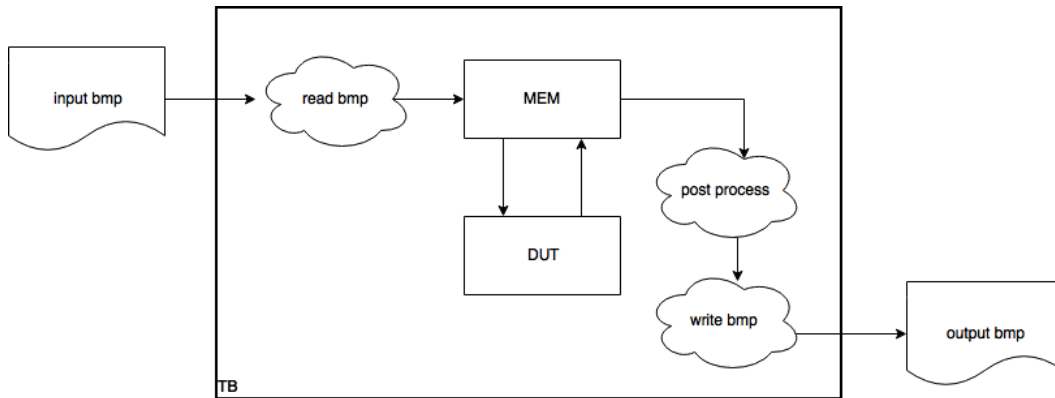 input bmp
read bmp
MEM
post process
DUT
write bmp
output bmp
TB